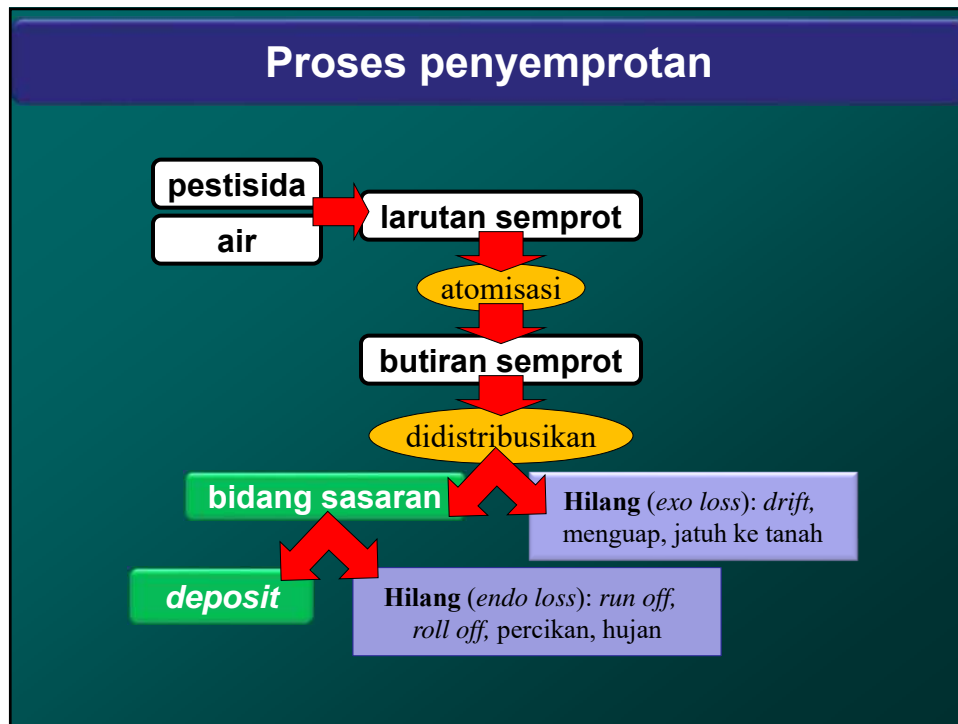 Proses penyemprotan
pestisida
air
larutan semprot
atomisasi
butiran semprot
didistribusikan
bidang sasaran
Hilang (exo loss): drift,
menguap, jatuh ke tanah
deposit
Hilang (endo loss): run off,
roll off, percikan, hujan